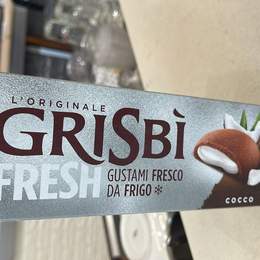 L'ORIGINALE
GRISBÌ
FRESH
GUSTAMI FRESCO
DA FRIGO *
COCCO